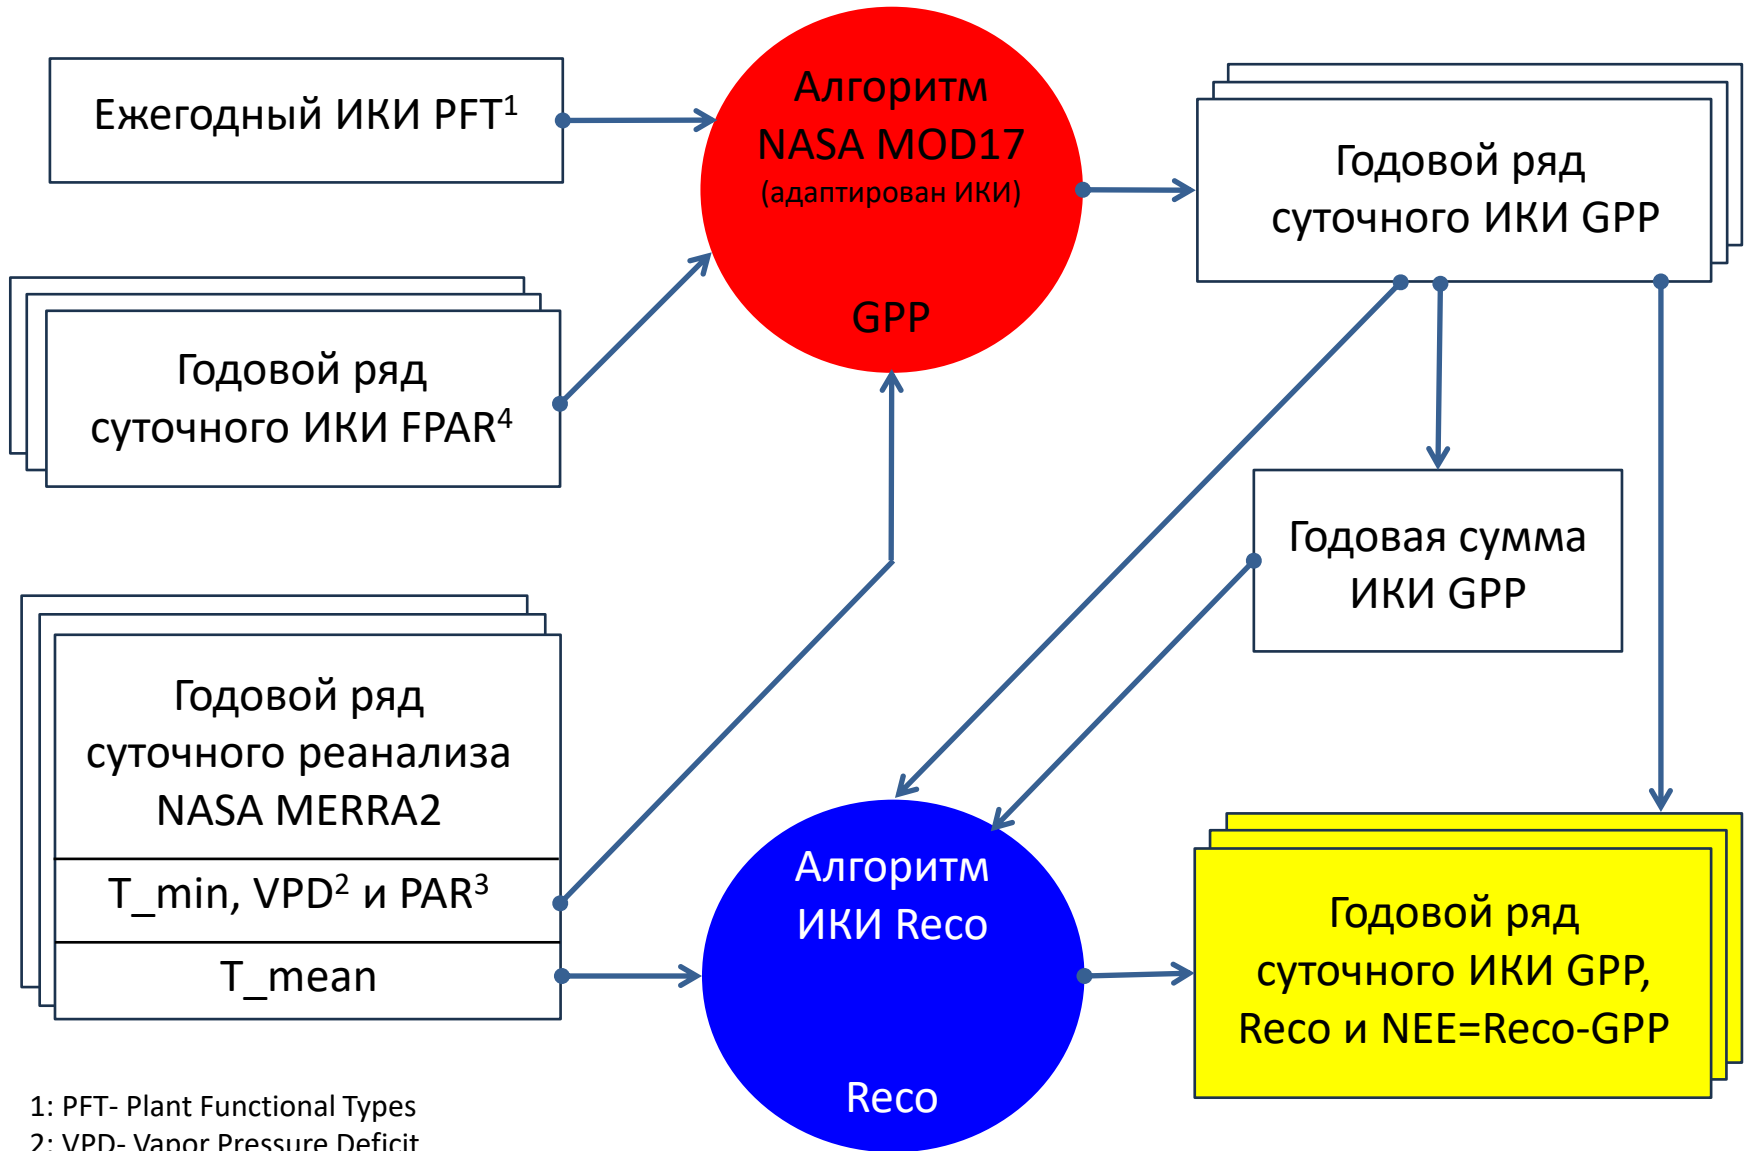 Ежегодный ИКИ PFT¹
Алгоритм
NASA MOD17
(адаптирован ИКИ)
GPP
Годовой ряд
суточного ИКИ GPP
Годовой ряд
суточного ИКИ FPAR⁴
Годовая сумма
ИКИ GPP
Годовой ряд
суточного реанализа
NASA MERRA2
T_min, VPD² и PAR³
T_mean
Алгоритм
ИКИ Reco
Reco
Годовой ряд
суточного ИКИ GPP,
Reco и NEE=Reco-GPP
1: PFT- Plant Functional Types
2: VPD- Vapor Pressure Deficit